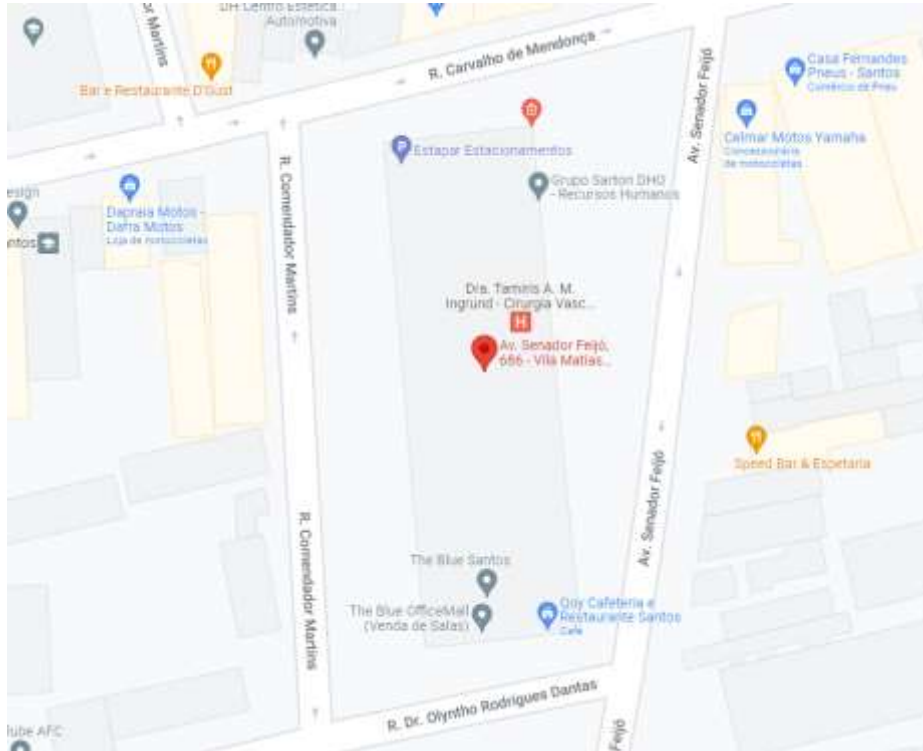 DH Centro Estética
Automotiva
or Martins
R. Carvalho de Mendonça
Bar e Restaurante D'Gust
Casa Fernandes
Pneus - Santos
Comércio de Pneu
Av. Senador Feijó
Celmar Motos Yamaha
Concessionária
de motocicletas
Estapar Estacionamentos
Grupo Sarton DHO
- Recursos Humanos
R. Comendador Martins
esign
Dapraia Motos -
Dafra Motos
Loja de motocicletas
ntos
Dra. Tamiris A. M.
Ingrund - Cirurgia Vasc...
H
Av. Senador Feijó,
686 - Vila Matias...
Speed Bar & Espetaria
Av. Senador Feijó
R. Comendador Martins
The Blue Santos
The Blue OfficeMall
(Venda de Salas)
Cafeteria e
Restaurante Santos
Café
R. Dr. Olyntho Rodrigues Dantas
lube AFC
Feijó